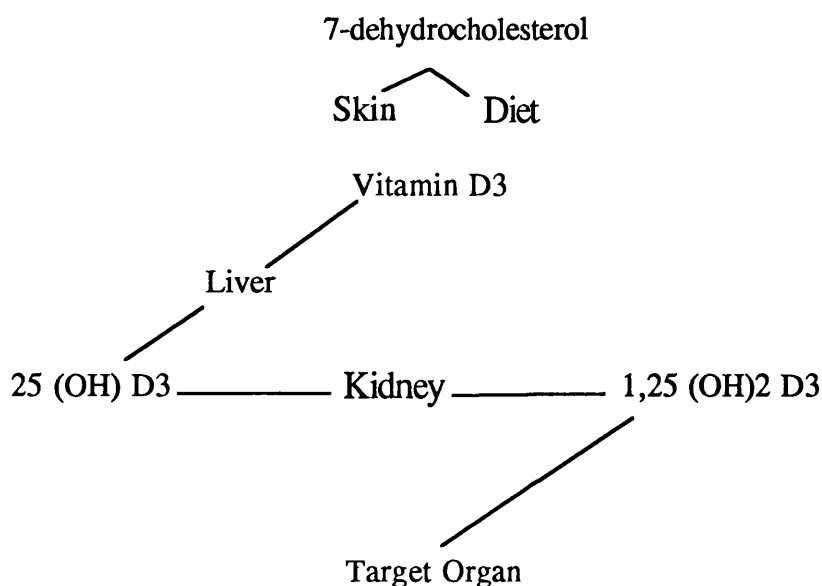 7-dehydrocholesterol
Skin Diet
Vitamin D3
Liver
25 (OH) D3 Kidney 1,25 (OH)2 D3
Target Organ